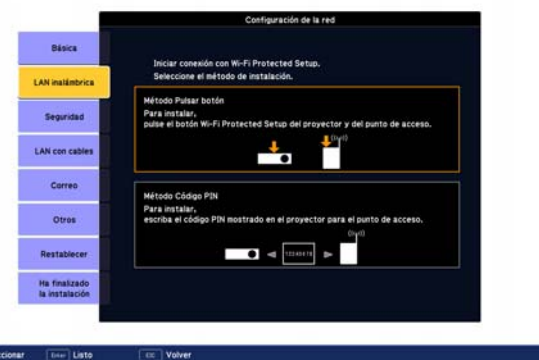 Configuración de la red
Básica
LAN inalámbrica
Seguridad
LAN con cables
Correo
Otros
Restablecer
Ha finalizado
la instalación
Iniciar conexión con Wi-Fi Protected Setup.
Seleccione el método de instalación.
Método Pulsar botón
Para instalar,
pulse el botón Wi-Fi Protected Setup del proyector y del punto de acceso.
Método Código PIN
Para instalar,
escriba el código PIN mostrado en el proyector para el punto de acceso.
ccionar Enter Listo ESC Volver